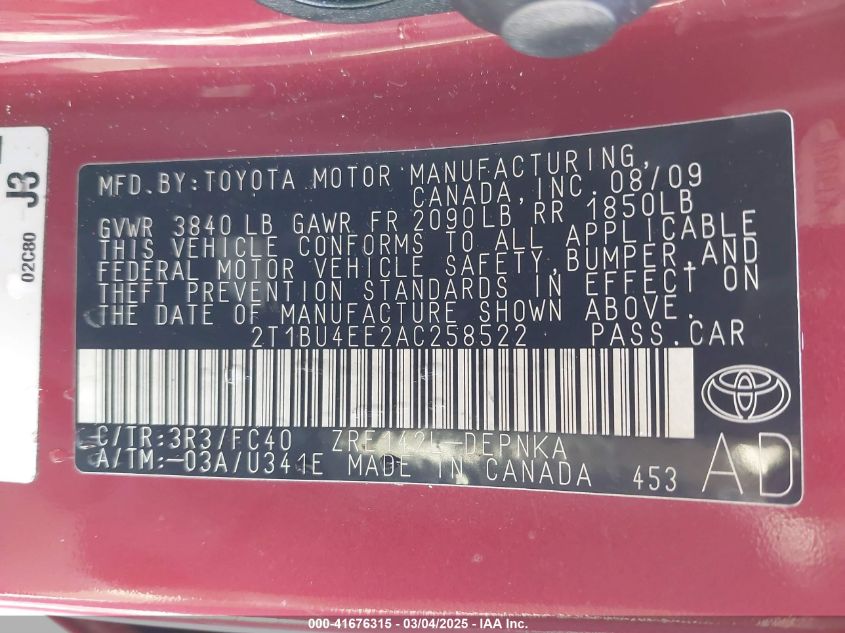 J3
02C80
MFD. BY:TOYOTA MOTOR MANUFACTURING,
CANADA, INC. 08/09
GVWR 3840 LB GAWR FR 2090LB RR 1850LB
THIS VEHICLE CONFORMS TO ALL APPLICABLE
FEDERAL MOTOR VEHICLE SAFETY,BUMPER,AND
THEFT PREVENTION STANDARDS IN EFFECT ON
THE DATE OF MANUFACTURE SHOWN ABOVE.
2T1BU4EE2AC258522 PASS.CAR
C/TR:3R3/FC40 ZRE142L-DEPNKA
A/TM:-03A/U341E MADE IN CANADA 453
AD
000-41676315 - 03/04/2025 - IAA Inc.